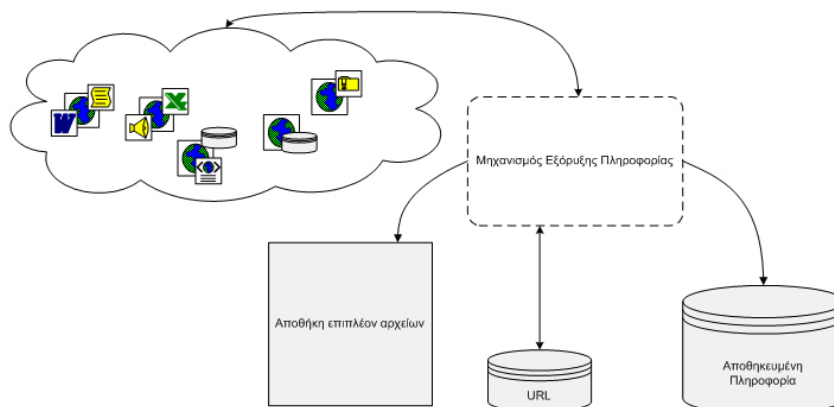 Μηχανισμός Εξόρυξης Πληροφορίας
Αποθήκη επιπλέον αρχείων
URL
Αποθηκευμένη
Πληροφορία